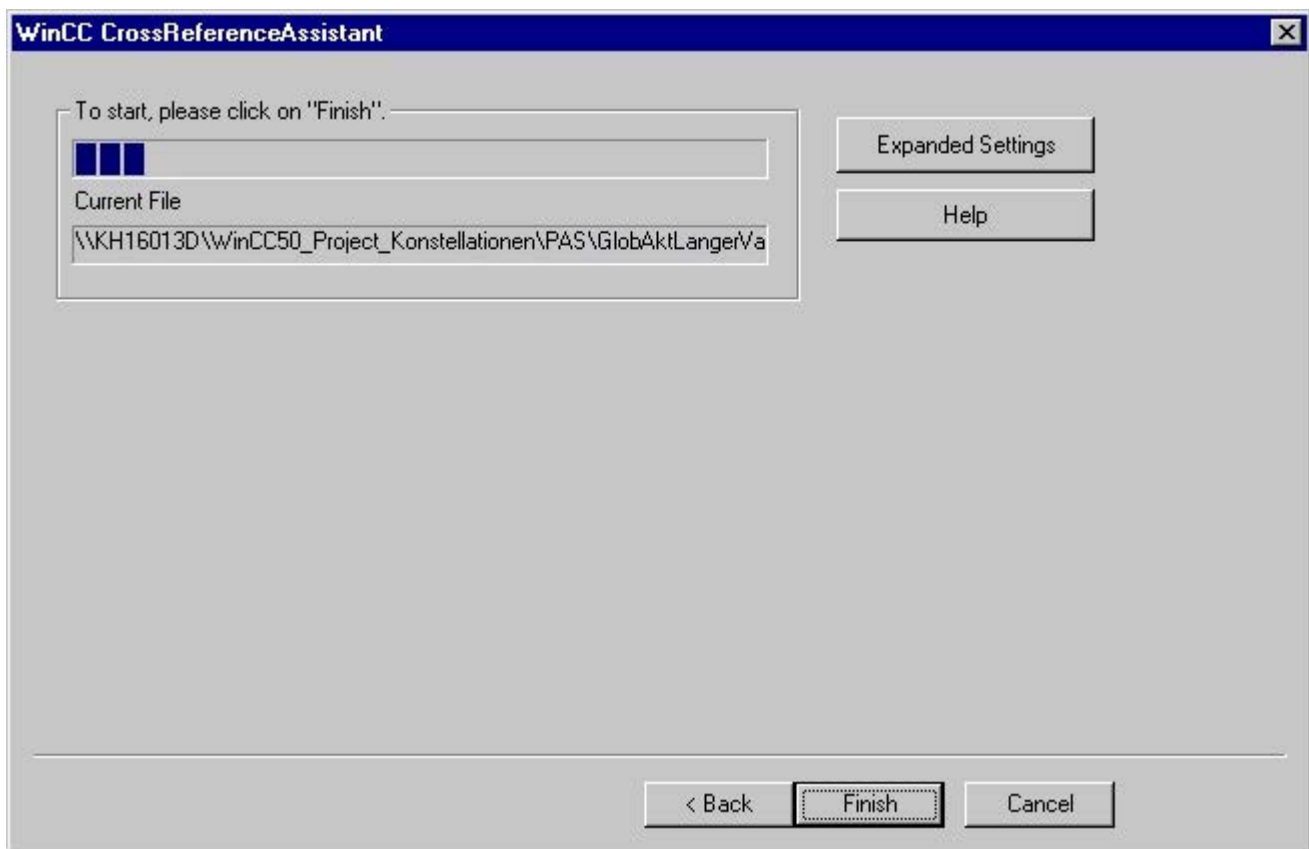 WinCC CrossReferenceAssistant
To start, please click on "Finish".
Expanded Settings
Current File
Help
\\KH16013D\WinCC50_Project_Konstellationen\PAS\GlobAktLangerVa
< Back
Finish
Cancel